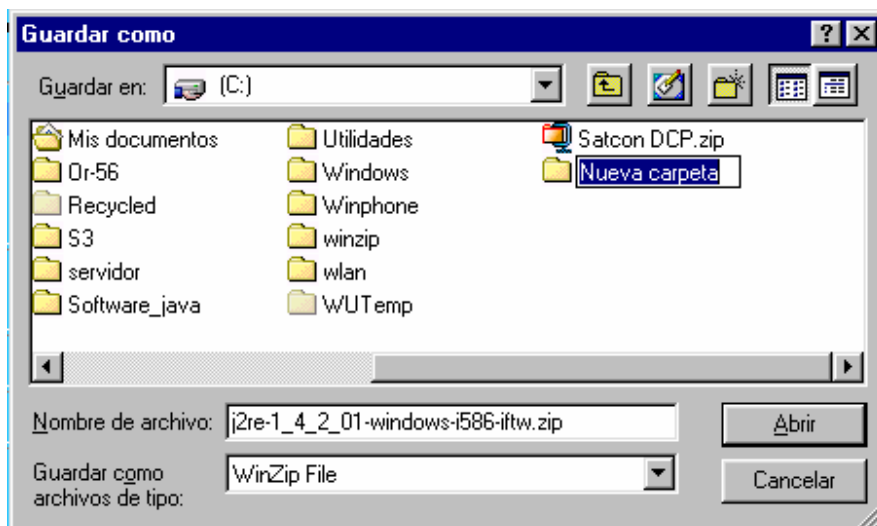 Guardar como
Guardar en: (C:)
Mis documentos
Or-56
Recycled
S3
servidor
Software_java
Utilidades
Windows
Winphone
winzip
wlan
WUTemp
Satcon DCP.zip
Nueva carpeta
Nombre de archivo: j2re-1_4_2_01-windows-i586-iftw.zip
Abrir
Guardar como
archivos de tipo:
WinZip File
Cancelar